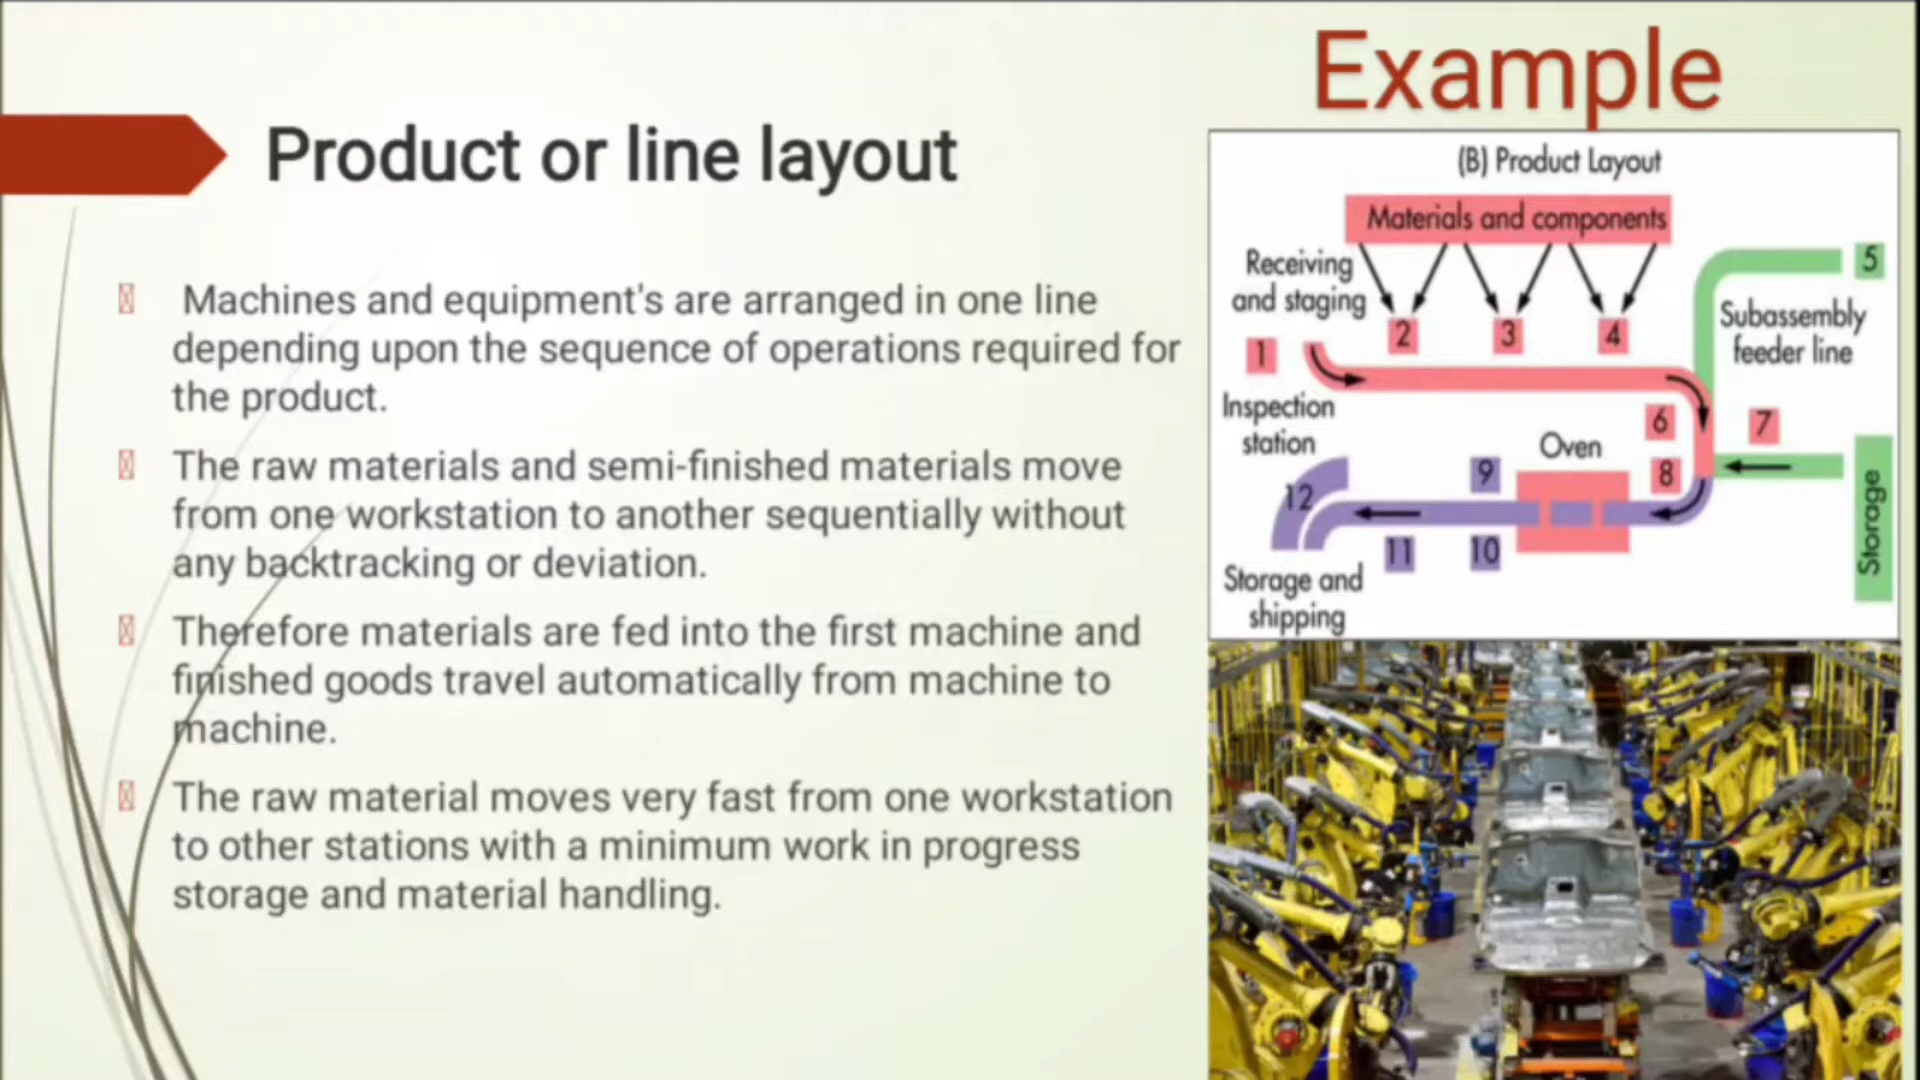 Example
Product or line layout
Machines and equipment's are arranged in one line
depending upon the sequence of operations required for
the product.
The raw materials and semi-finished materials move
from one workstation to another sequentially without
any backtracking or deviation.
Therefore materials are fed into the first machine and
finished goods travel automatically from machine to
machine.
The raw material moves very fast from one workstation
to other stations with a minimum work in progress
storage and material handling.
(B) Product Layout
Materials and components
Receiving
and staging
5
Subassembly
feeder line
1
2
3
4
Inspection
station
6
7
Oven
8
9
12
11
10
Storage
Storage and
shipping